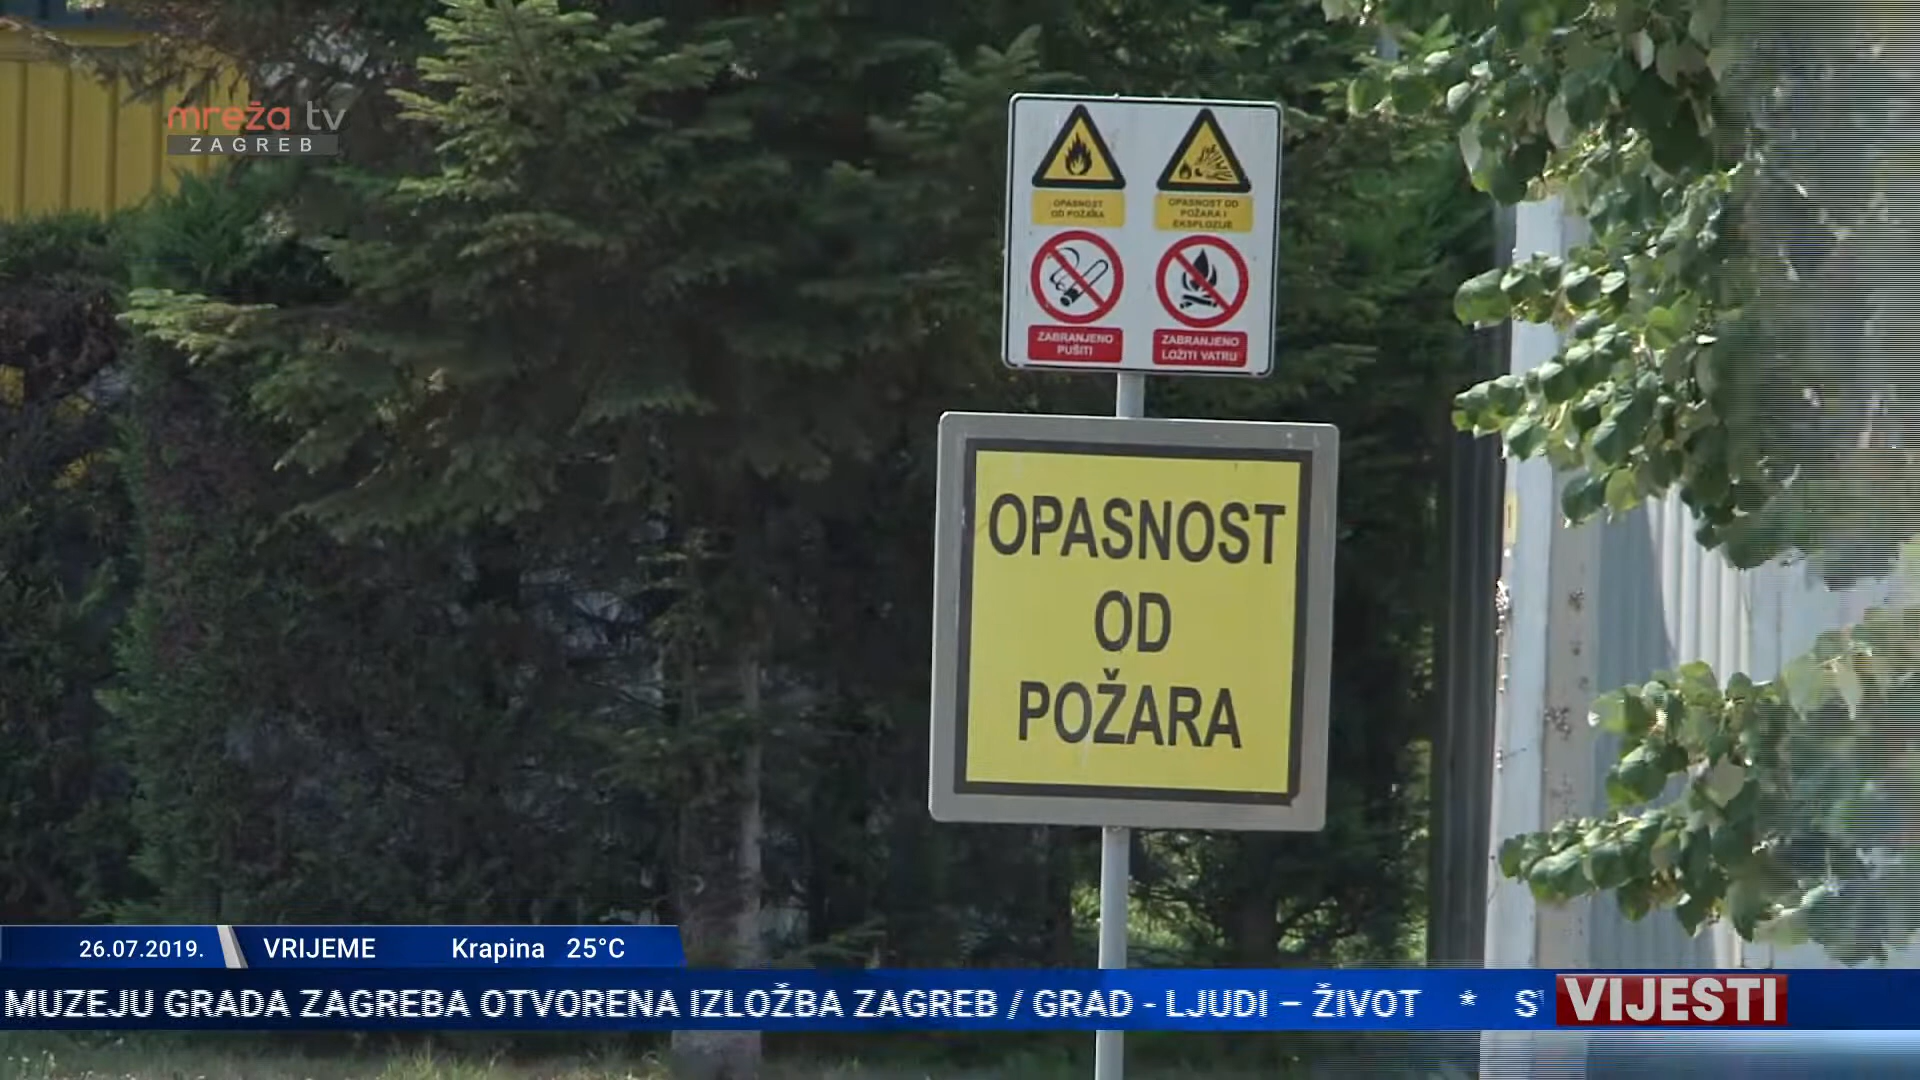 mreža tv
ZAGREB
OPASNOST
OD POŽARA
OPASNOST OD
POŽARA I
EKSPLOZIJE
ZABRANJENO
PUŠITI
ZABRANJENO
LOŽITI VATRU
OPASNOST
OD
POŽARA
26.07.2019. VRIJEME Krapina 25°C
MUZEJU GRADA ZAGREBA OTVORENA IZLOŽBA ZAGREB / GRAD - LJUDI – ŽIVOT *
VIJESTI